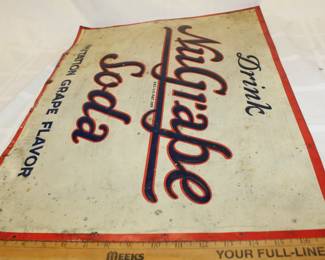 Drink
NuGrape
Soda
IMITATION GRAPE FLAVOR
MEEKS YOUR FULL-LINE